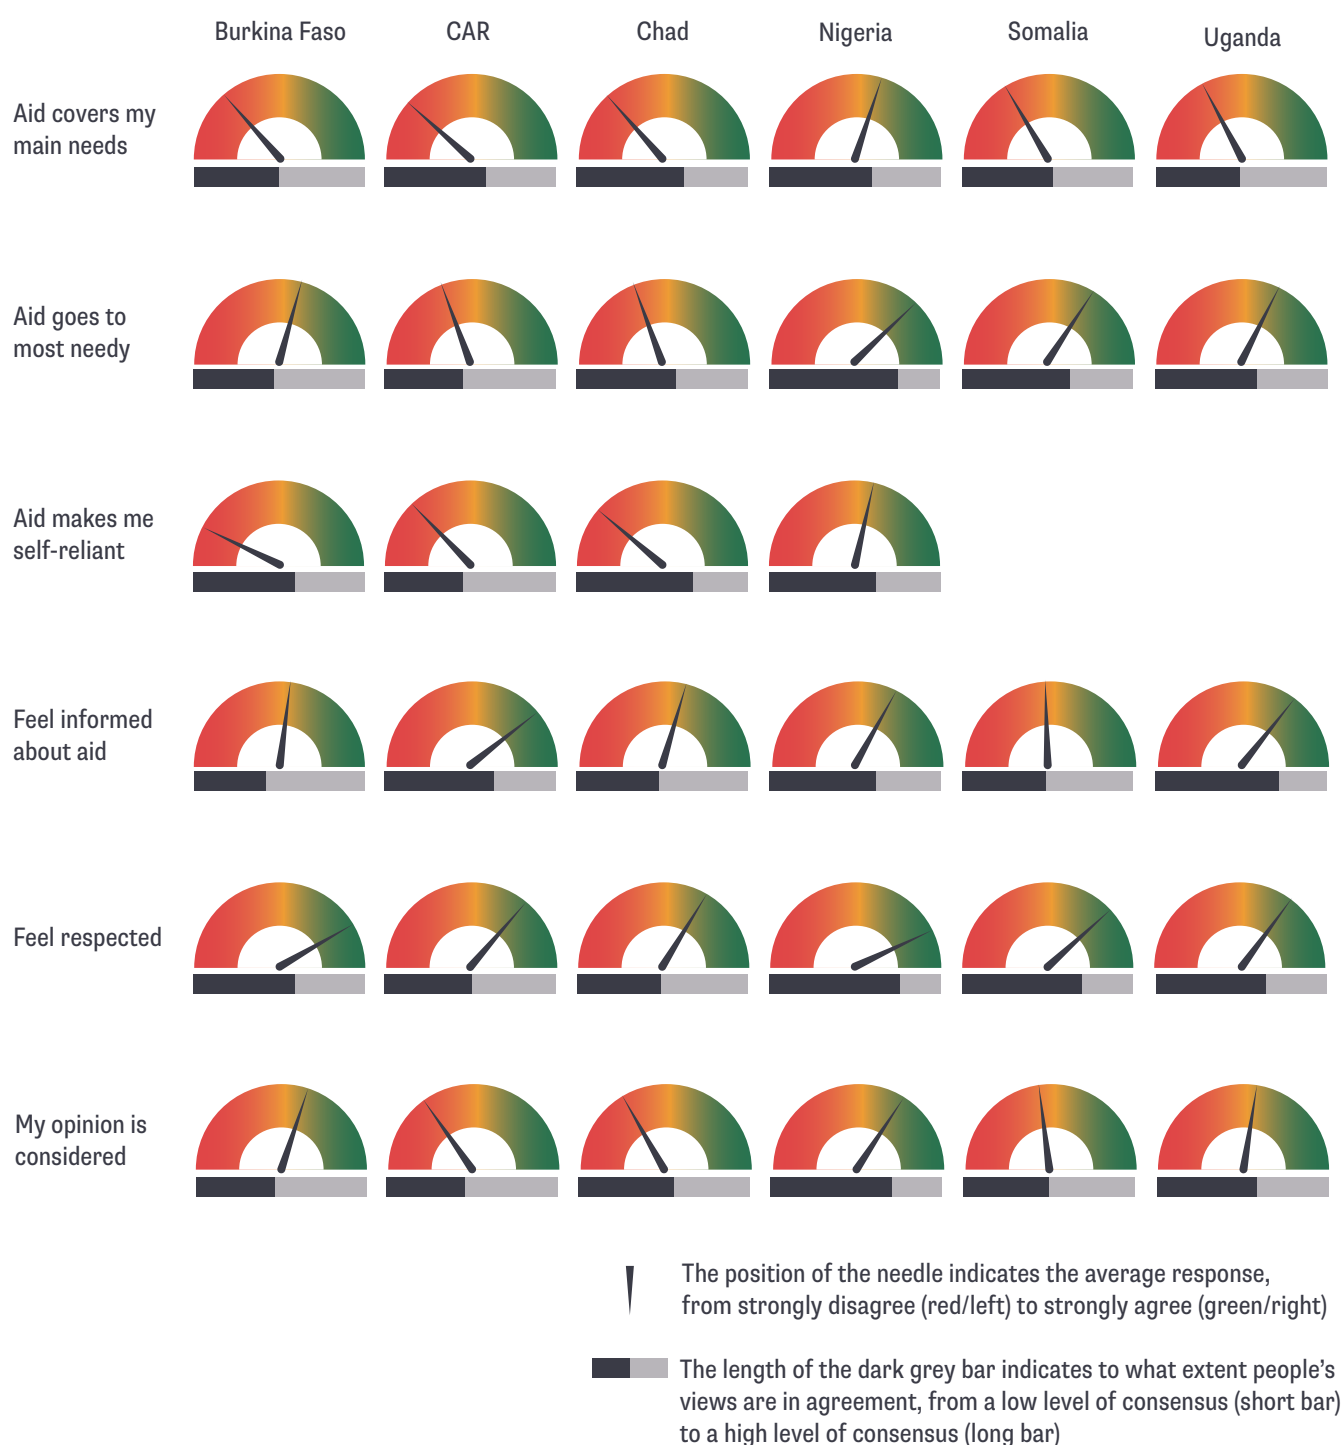 Burkina Faso
CAR
Chad
Nigeria
Somalia
Uganda
Aid covers my
main needs
Aid goes to
most needy
Aid makes me
self-reliant
Feel informed
about aid
Feel respected
My opinion is
considered
The position of the needle indicates the average response,
from strongly disagree (red/left) to strongly agree (green/right)
The length of the dark grey bar indicates to what extent people’s
views are in agreement, from a low level of consensus (short bar)
to a high level of consensus (long bar)